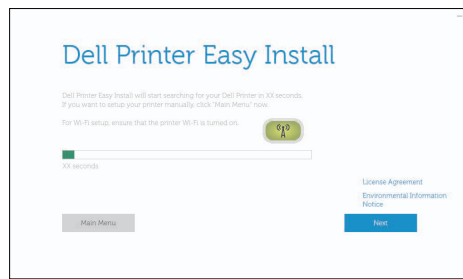 Dell Printer Easy Install
Dell Printer Easy Install will start searching for your Dell Printer in XX seconds.
If you want to setup your printer manually, click "Main Menu" now.
For Wi-Fi setup, ensure that the printer Wi-Fi is turned on.
XX seconds
License Agreement
Environmental Information
Notice
Main Menu
Next